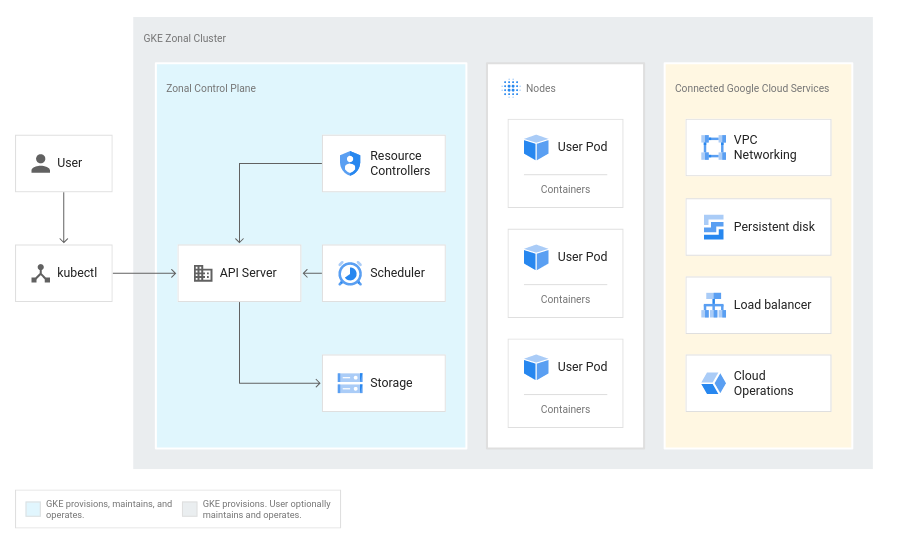 GKE Zonal Cluster
Zonal Control Plane
User
kubectl
Resource
Controllers
API Server
Scheduler
Storage
Nodes
User Pod
Containers
User Pod
Containers
User Pod
Containers
Connected Google Cloud Services
VPC
Networking
Persistent disk
Load balancer
Cloud
Operations
GKE provisions, maintains, and
operates.
GKE provisions. User optionally
maintains and operates.